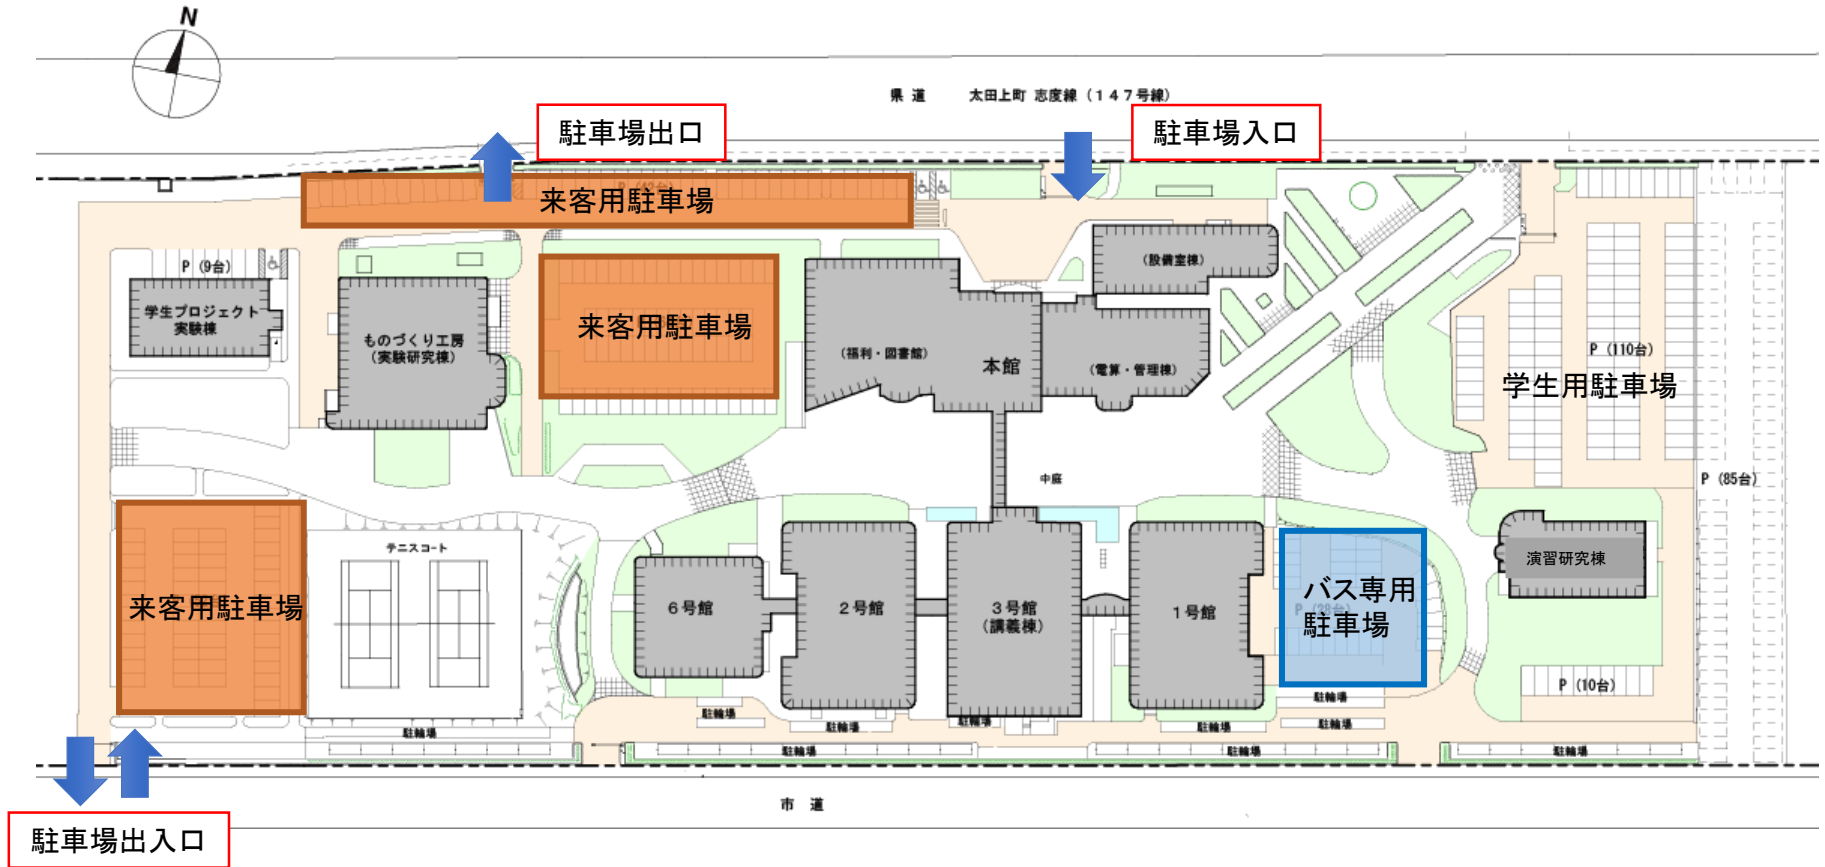 N
県道 太田上町 志度線（１４７号線）
駐車場出口
駐車場入口
来客用駐車場
P (9台)
(設備室棟)
学生プロジェクト
実験棟
ものづくり工房
(実験研究棟)
来客用駐車場
(福利・図書館)
本館
(電算・管理棟)
P (110台)
学生用駐車場
P (85台)
中庭
テニスコート
来客用駐車場
６号館
２号館
３号館
(講義棟)
１号館
バス専用
駐車場
P (28台)
演習研究棟
P (10台)
駐輪場
駐輪場
駐輪場
駐輪場
駐輪場
駐輪場
駐輪場
駐輪場
駐輪場
駐輪場
駐輪場
市道
駐車場出入口